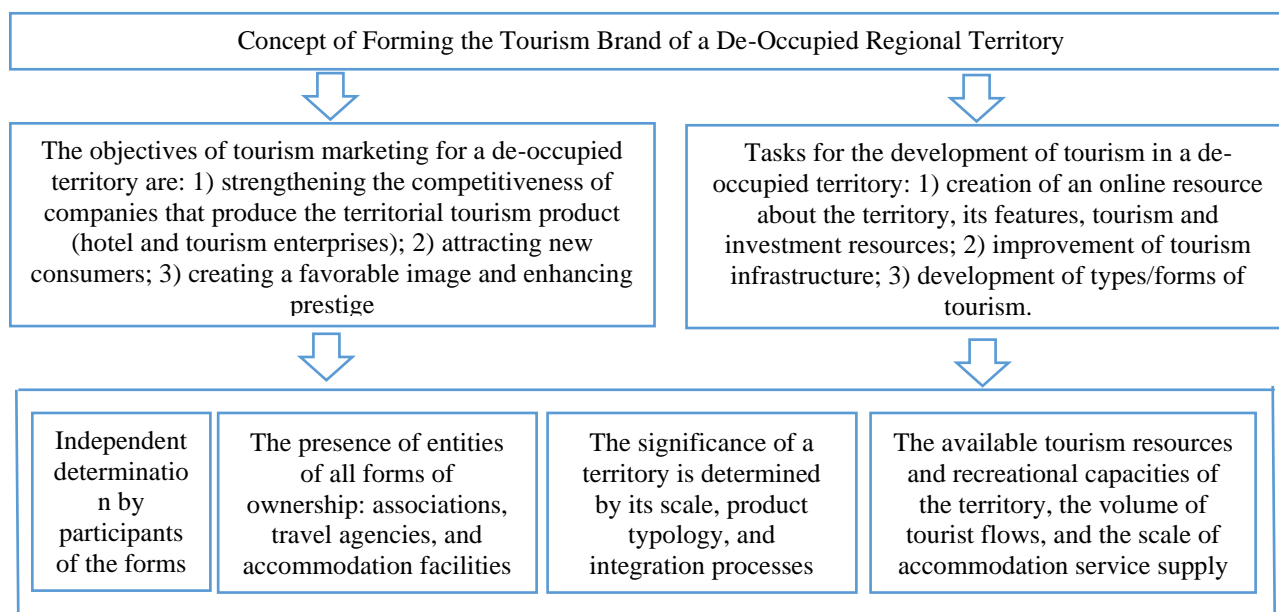 Concept of Forming the Tourism Brand of a De-Occupied Regional Territory
The objectives of tourism marketing for a de-occupied
territory are: 1) strengthening the competitiveness of
companies that produce the territorial tourism product
(hotel and tourism enterprises); 2) attracting new
consumers; 3) creating a favorable image and enhancing
prestige
Tasks for the development of tourism in a de-
occupied territory: 1) creation of an online resource
about the territory, its features, tourism and
investment resources; 2) improvement of tourism
infrastructure; 3) development of types/forms of
tourism.
Independent
determinatio
n by
participants
of the forms
The presence of entities
of all forms of
ownership: associations,
travel agencies, and
accommodation facilities
The significance of a
territory is determined
by its scale, product
typology, and
integration processes
The available tourism resources
and recreational capacities of
the territory, the volume of
tourist flows, and the scale of
accommodation service supply